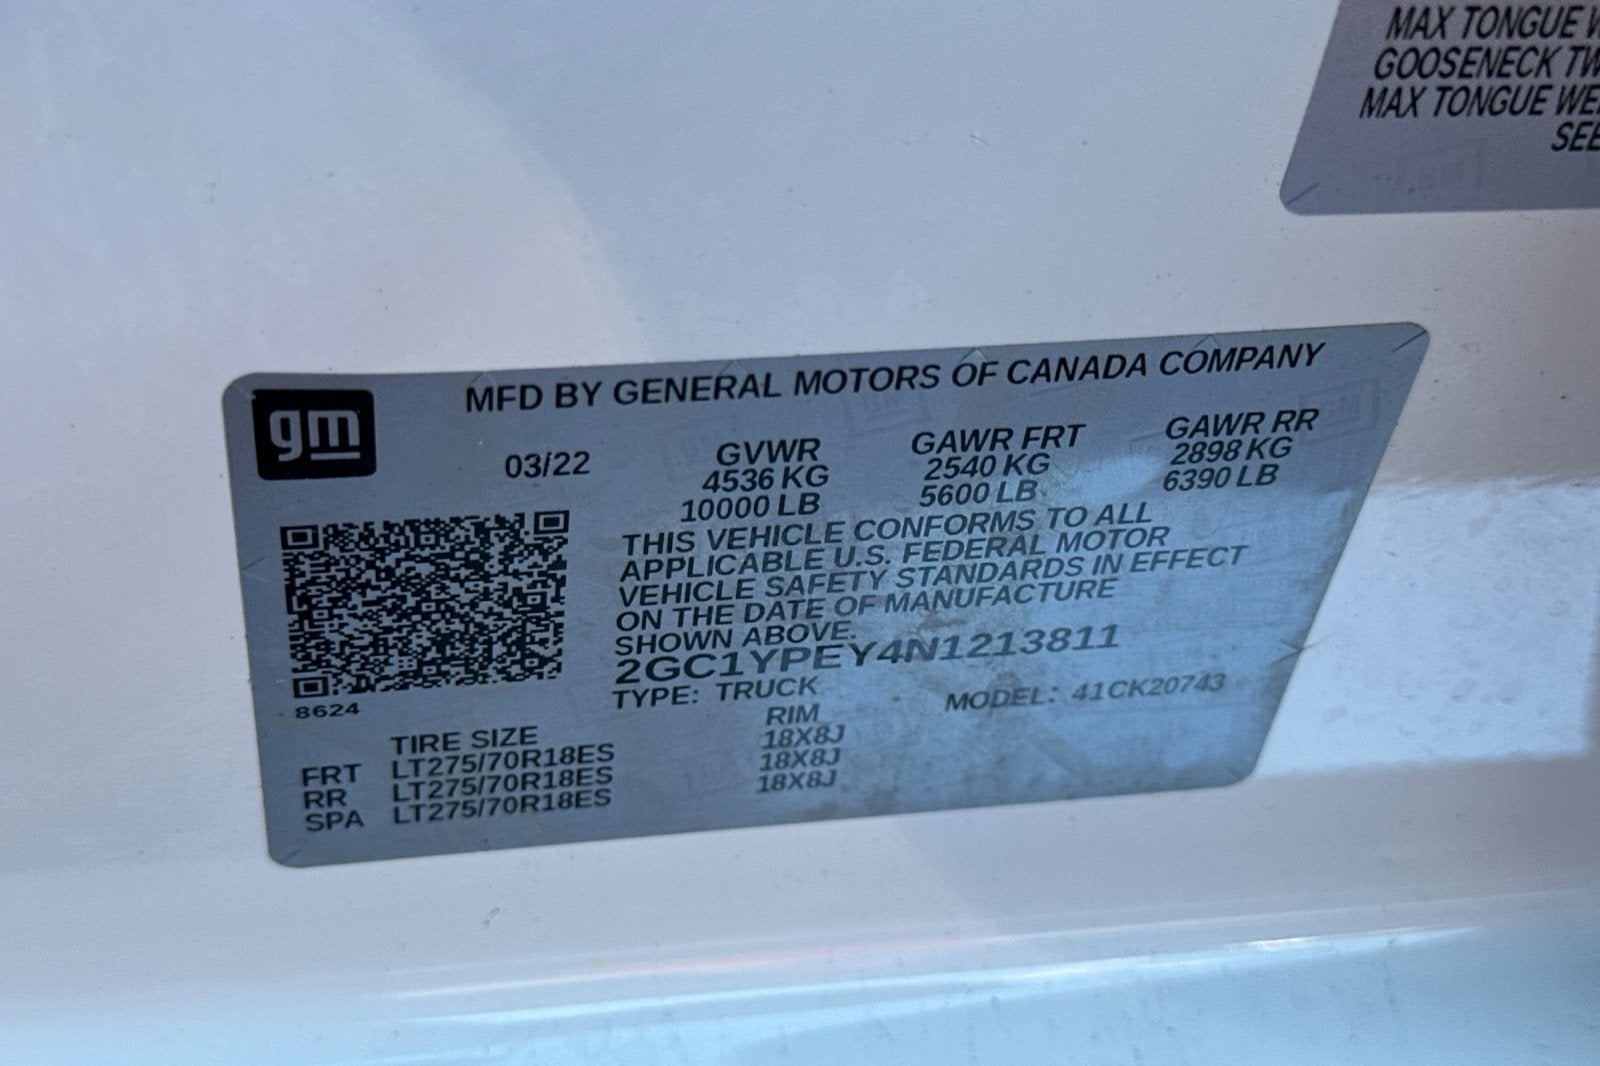 MAX TONGUE
GOOSENECK
MAX TONGUE
SEE
gm
MFD BY GENERAL MOTORS OF CANADA COMPANY
03/22 GVWR GAWR FRT GAWR RR
4536 KG 2540 KG 2898 KG
10000 LB 5600 LB 6390 LB
THIS VEHICLE CONFORMS TO ALL
APPLICABLE U.S. FEDERAL MOTOR
VEHICLE SAFETY STANDARDS IN EFFECT
ON THE DATE OF MANUFACTURE
SHOWN ABOVE.
2GC1YPEY4N1213811
8624
TYPE: TRUCK MODEL: 41CK20743
TIRE SIZE RIM
FRT LT275/70R18ES 18X8J
RR LT275/70R18ES 18X8J
SPA LT275/70R18ES 18X8J